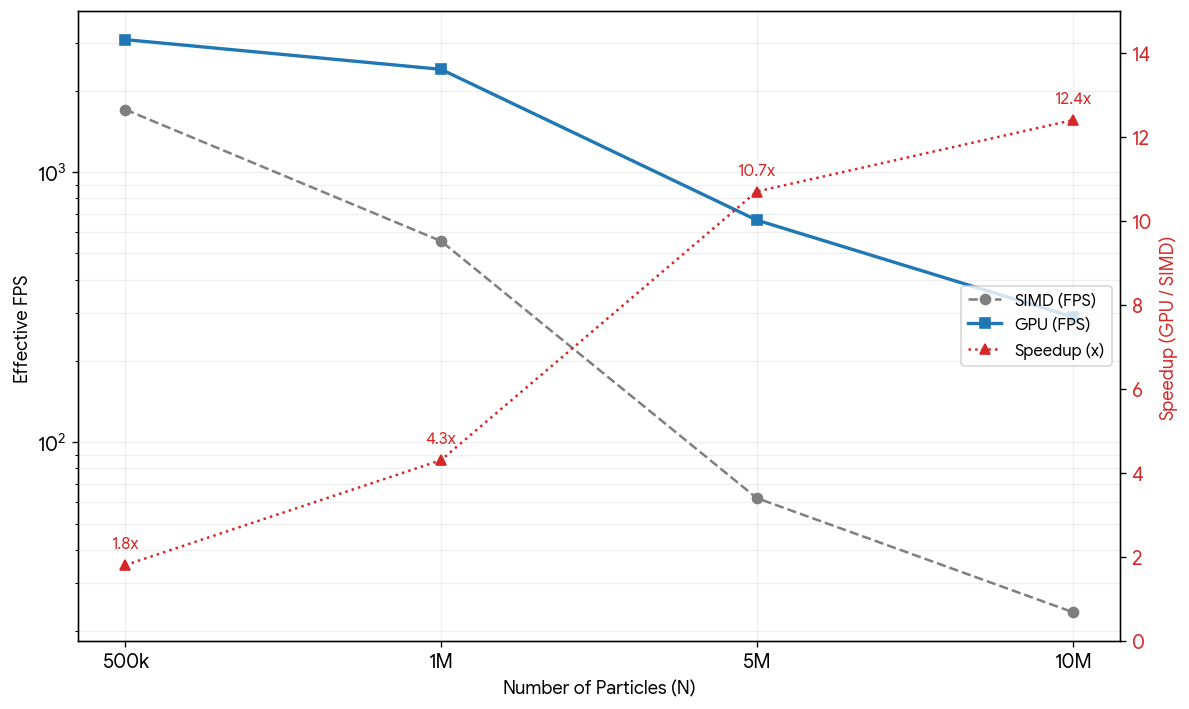 14
12.4x
12
10.7x
10³
10
Effective FPS
Speedup (GPU / SIMD)
SIMD (FPS)
8
GPU (FPS)
Speedup (x)
6
10²
4.3x
4
1.8x
2
0
500k
1M
5M
10M
Number of Particles (N)